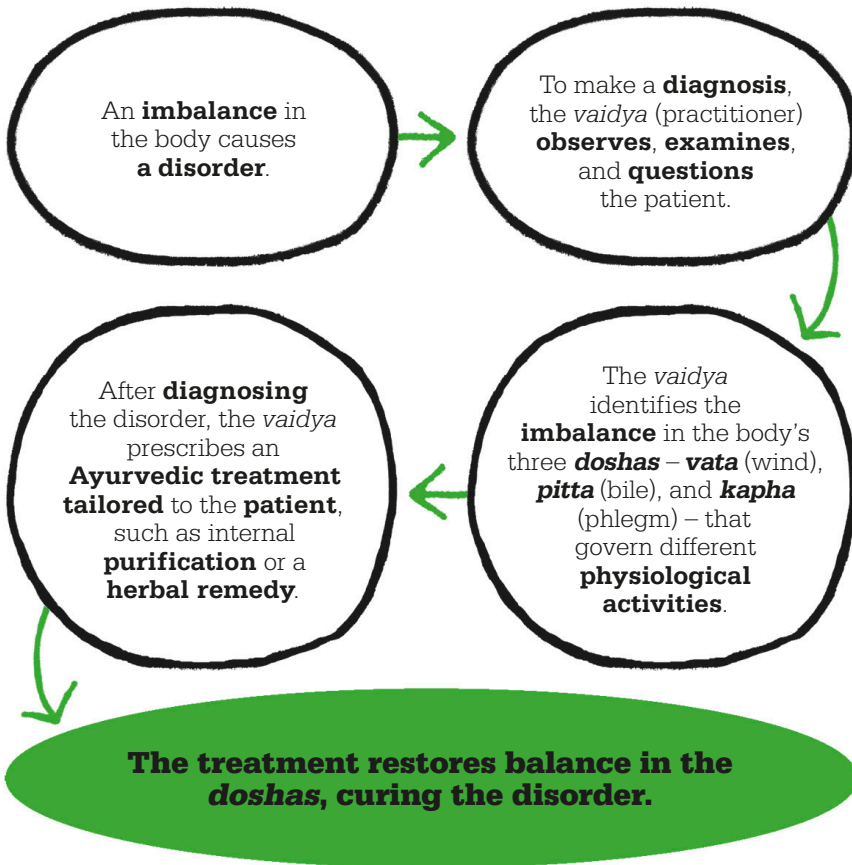 An imbalance in
the body causes
a disorder.
To make a diagnosis,
the vaidya (practitioner)
observes, examines,
and questions
the patient.
The vaidya
identifies the
imbalance in the body's
three doshas – vata (wind),
pitta (bile), and kapha
(phlegm) – that
govern different
physiological
activities.
After diagnosing
the disorder, the vaidya
prescribes an
Ayurvedic treatment
tailored to the patient,
such as internal
purification or a
herbal remedy.
The treatment restores balance in the
doshas, curing the disorder.